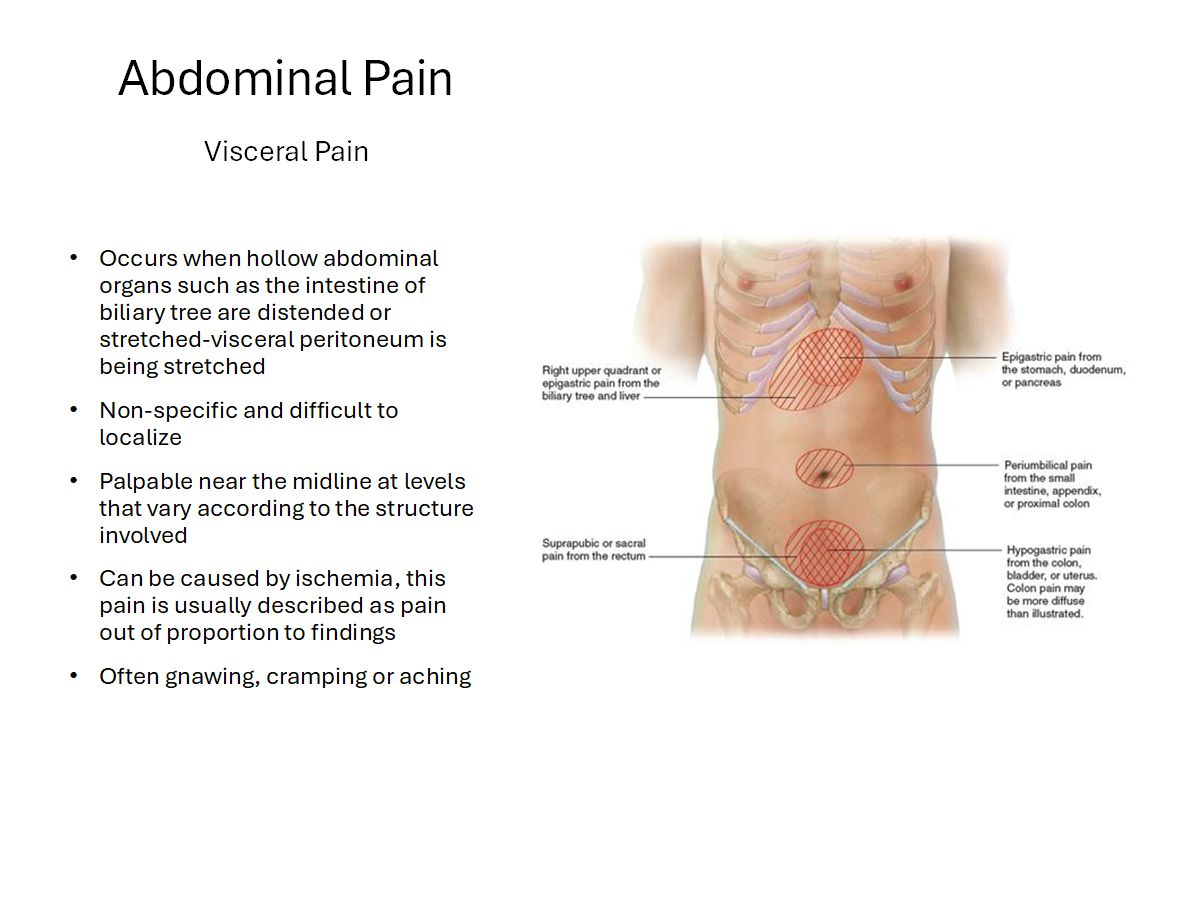 Abdominal Pain
Visceral Pain
• Occurs when hollow abdominal
organs such as the intestine of
biliary tree are distended or
stretched-visceral peritoneum is
being stretched
• Non-specific and difficult to
localize
• Palpable near the midline at levels
that vary according to the structure
involved
• Can be caused by ischemia, this
pain is usually described as pain
out of proportion to findings
• Often gnawing, cramping or aching
Right upper quadrant or
epigastric pain from the
biliary tree and liver
Epigastric pain from
the stomach, duodenum,
or pancreas
Periumbilical pain
from the small
intestine, appendix,
or proximal colon
Suprapubic or sacral
pain from the rectum
Hypogastric pain
from the colon,
bladder, or uterus.
Colon pain may
be more diffuse
than illustrated.